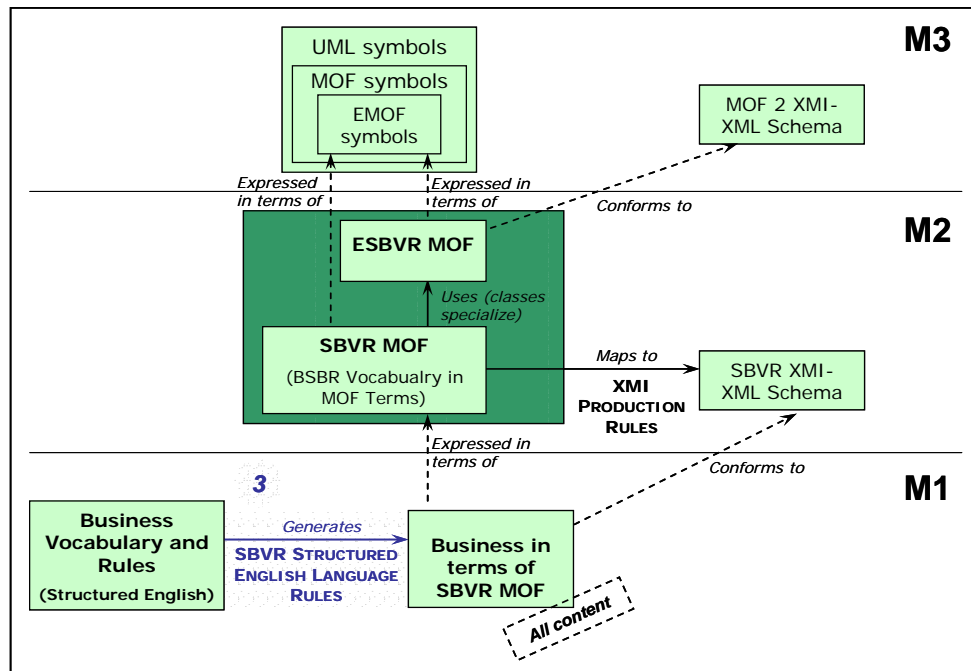 M3
UML symbols
MOF symbols
EMOF
symbols
MOF 2 XMI-
XML Schema
Expressed
in terms of
Expressed in
terms of
Conforms to
M2
ESBVR MOF
Uses (classes
specialize)
SBVR MOF
(BSBR Vocabualry in
MOF Terms)
Maps to
XMI
PRODUCTION
RULES
SBVR XMI-
XML Schema
Expressed in
terms of
Conforms to
M1
3
Business
Vocabulary and
Rules
(Structured English)
Generates
SBVR STRUCTURED
ENGLISH LANGUAGE
RULES
Business in
terms of
SBVR MOF
All content